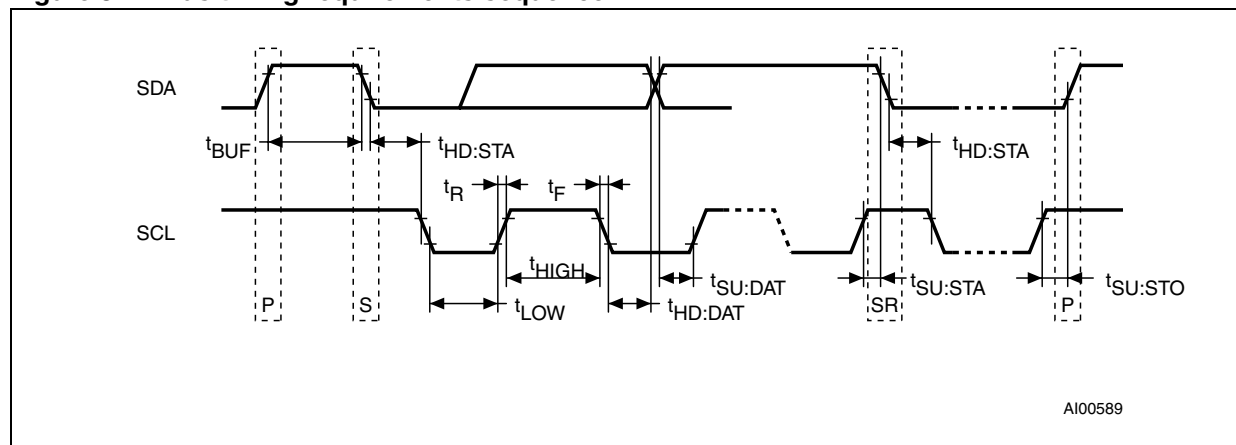 SDA
tBUF
tHD:STA
tHD:STA
tR
tF
SCL
tHIGH
tSU:DAT
tSU:STA
tSU:STO
P
S
tLOW
tHD:DAT
SR
P
AI00589